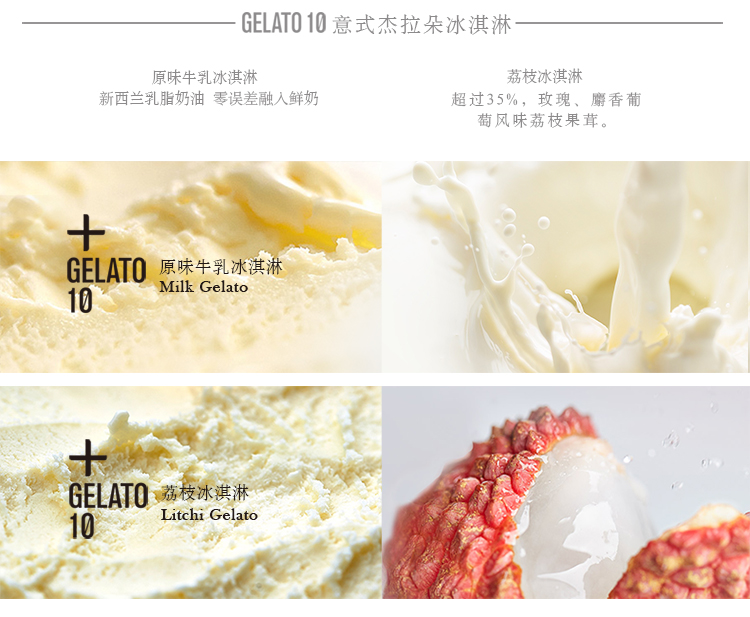 GELATO 10 意式杰拉朵冰淇淋
原味牛乳冰淇淋
新西兰乳脂奶油 零误差融入鲜奶
荔枝冰淇淋
超过35%，玫瑰、麝香葡
萄风味荔枝果茸。
GELATO
10
原味牛乳冰淇淋
Milk Gelato
GELATO
10
荔枝冰淇淋
Litchi Gelato